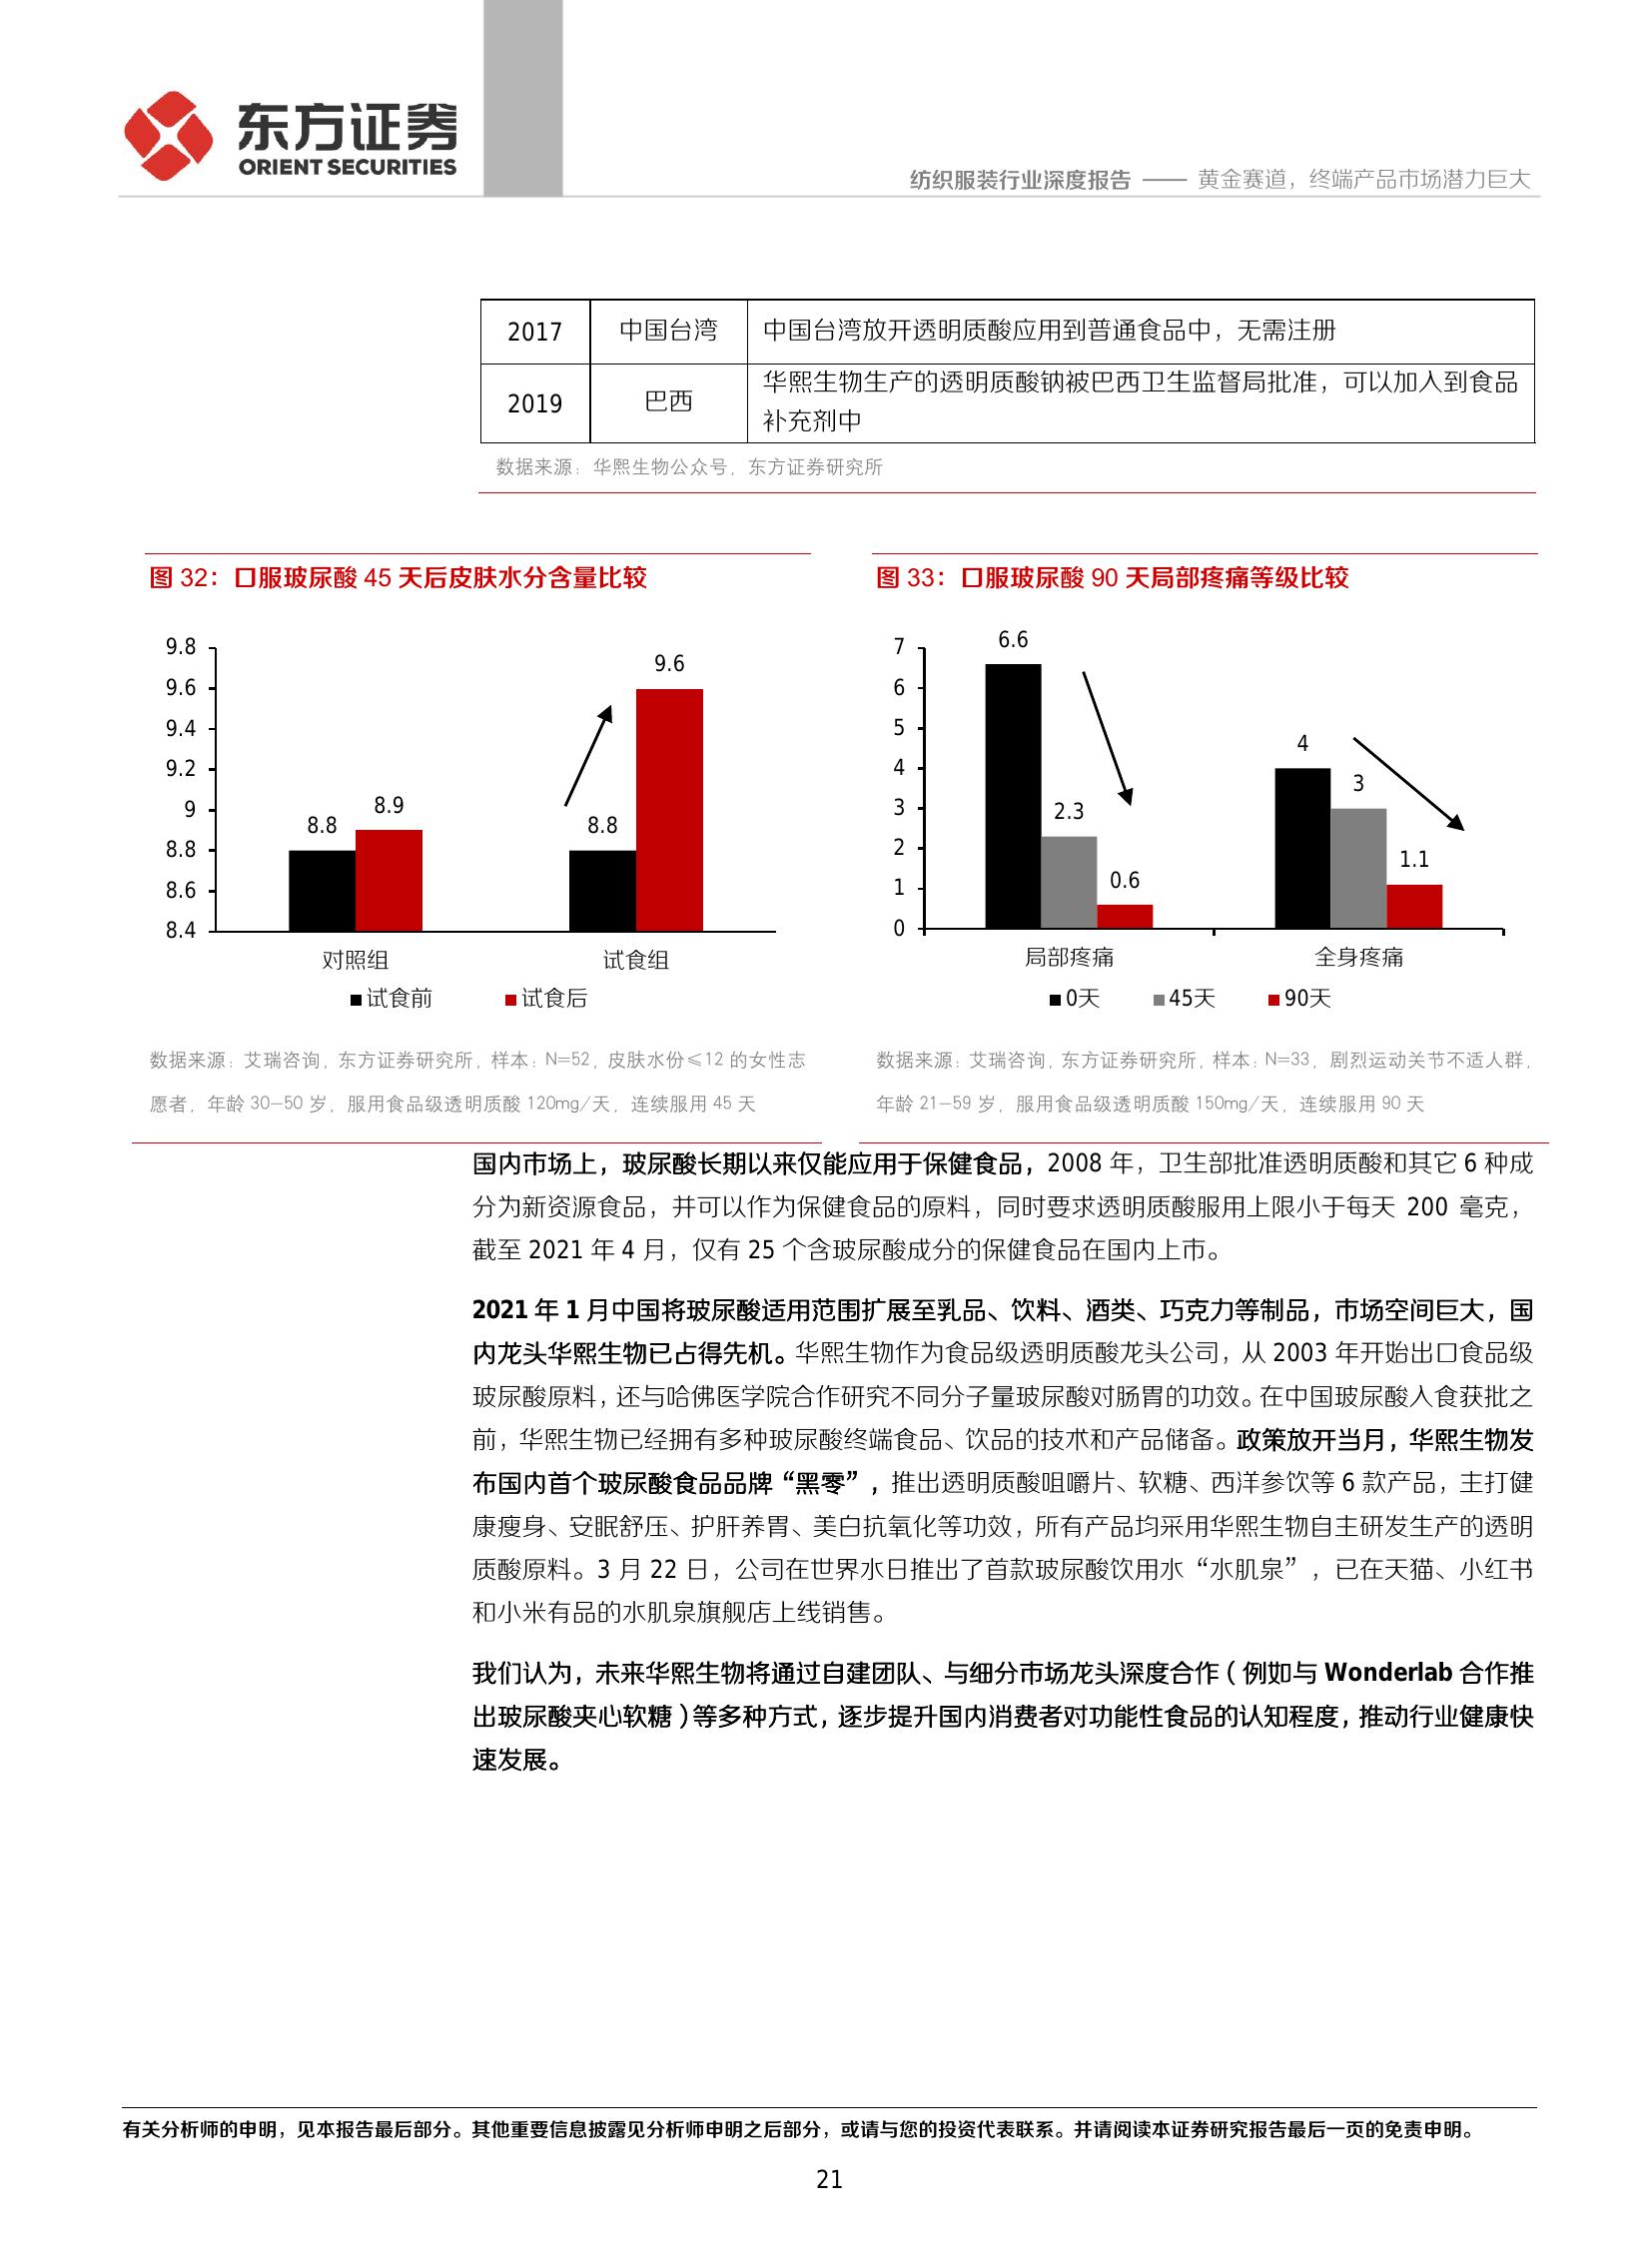 东方证券
ORIENT SECURITIES
纺织服装行业深度报告 —— 黄金赛道，终端产品市场潜力巨大
2017 中国台湾 中国台湾放开透明质酸应用到普通食品中，无需注册
2019 巴西 华熙生物生产的透明质酸钠被巴西卫生监督局批准，可以加入到食品
补充剂中
数据来源：华熙生物公众号，东方证券研究所
图 32：口服玻尿酸 45 天后皮肤水分含量比较
9.8
9.6
9.4
9.2
9
8.8
8.6
8.4
8.8
8.9
8.8
9.6
对照组 试食组
试食前 试食后
数据来源：艾瑞咨询，东方证券研究所，样本：N=52，皮肤水份≤12 的女性志
愿者，年龄 30-50 岁，服用食品级透明质酸 120mg/天，连续服用 45 天
图 33：口服玻尿酸 90 天局部疼痛等级比较
7
6
5
4
3
2
1
0
6.6
2.3
0.6
4
3
1.1
局部疼痛 全身疼痛
0天 45天 90天
数据来源：艾瑞咨询，东方证券研究所，样本：N=33，剧烈运动关节不适人群，
年龄 21-59 岁，服用食品级透明质酸 150mg/天，连续服用 90 天
国内市场上，玻尿酸长期以来仅能应用于保健食品，2008 年，卫生部批准透明质酸和其它 6 种成
分为新资源食品，并可以作为保健食品的原料，同时要求透明质酸服用上限小于每天 200 毫克，
截至 2021 年 4 月，仅有 25 个含玻尿酸成分的保健食品在国内上市。
2021 年 1 月中国将玻尿酸适用范围扩展至乳品、饮料、酒类、巧克力等制品，市场空间巨大，国
内龙头华熙生物已占得先机。华熙生物作为食品级透明质酸龙头公司，从 2003 年开始出口食品级
玻尿酸原料，还与哈佛医学院合作研究不同分子量玻尿酸对肠胃的功效。在中国玻尿酸入食获批之
前，华熙生物已经拥有多种玻尿酸终端食品、饮品的技术和产品储备。政策放开当月，华熙生物发
布国内首个玻尿酸食品品牌“黑零”，推出透明质酸咀嚼片、软糖、西洋参饮等 6 款产品，主打健
康瘦身、安眠舒压、护肝养胃、美白抗氧化等功效，所有产品均采用华熙生物自主研发生产的透明
质酸原料。3 月 22 日，公司在世界水日推出了首款玻尿酸饮用水“水肌泉”，已在天猫、小红书
和小米有品的水肌泉旗舰店上线销售。
我们认为，未来华熙生物将通过自建团队、与细分市场龙头深度合作（例如与 Wonderlab 合作推
出玻尿酸夹心软糖）等多种方式，逐步提升国内消费者对功能性食品的认知程度，推动行业健康快
速发展。
有关分析师的申明，见本报告最后部分。其他重要信息披露见分析师申明之后部分，或请与您的投资代表联系。并请阅读本证券研究报告最后一页的免责申明。
21